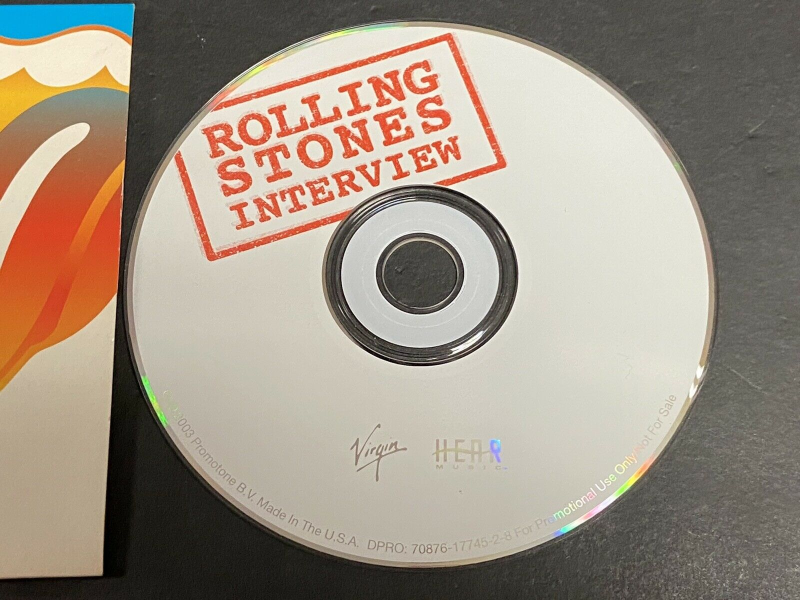 ROLLING
STONES
INTERVIEW
Virgin
HEAR
MUSIC
2003 Promotone B.V. Made In The U.S.A. DPRO: 70876-17745-2-8 For Promotional Use Only Not For Sale